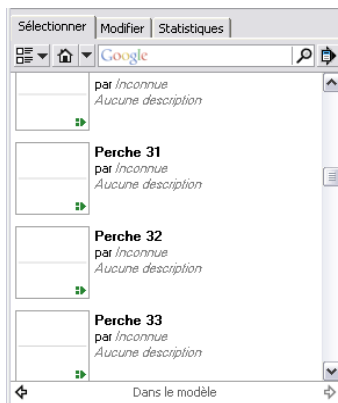 Sélectionner Modifier Statistiques
Google
par Inconnue
Aucune description
Perche 31
par Inconnue
Aucune description
Perche 32
par Inconnue
Aucune description
Perche 33
par Inconnue
Aucune description
Dans le modèle